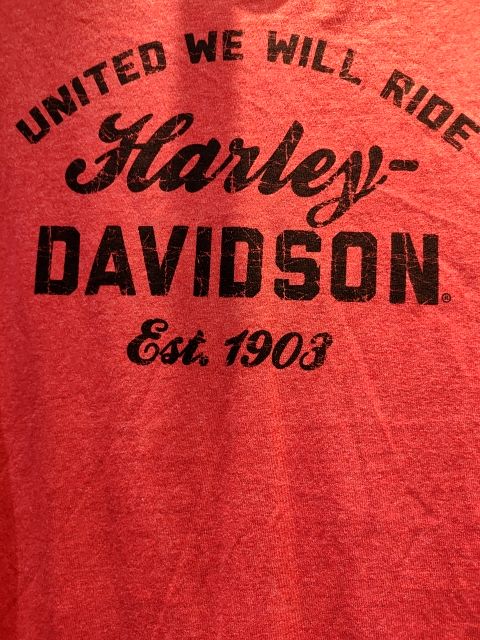 UNITED WE WILL RIDE
Harley-
DAVIDSON®
Est. 1903